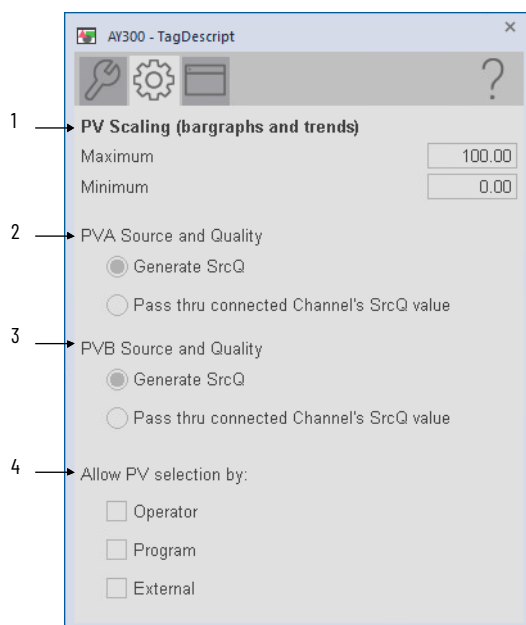 AY300 - TagDescript
×
?
1
PV Scaling (bargraphs and trends)
Maximum 100.00
Minimum 0.00
2
PVA Source and Quality
Generate SrcQ
Pass thru connected Channel's SrcQ value
3
PVB Source and Quality
Generate SrcQ
Pass thru connected Channel's SrcQ value
4
Allow PV selection by:
Operator
Program
External